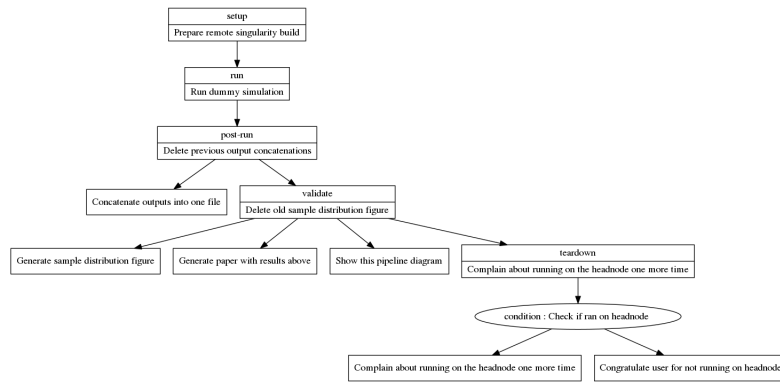 setup
Prepare remote singularity build
run
Run dummy simulation
post-run
Delete previous output concatenations
Concatenate outputs into one file
validate
Delete old sample distribution figure
Generate sample distribution figure
Generate paper with results above
Show this pipeline diagram
teardown
Complain about running on the headnode one more time
condition : Check if ran on headnode
Complain about running on the headnode one more time
Congratulate user for not running on headnode